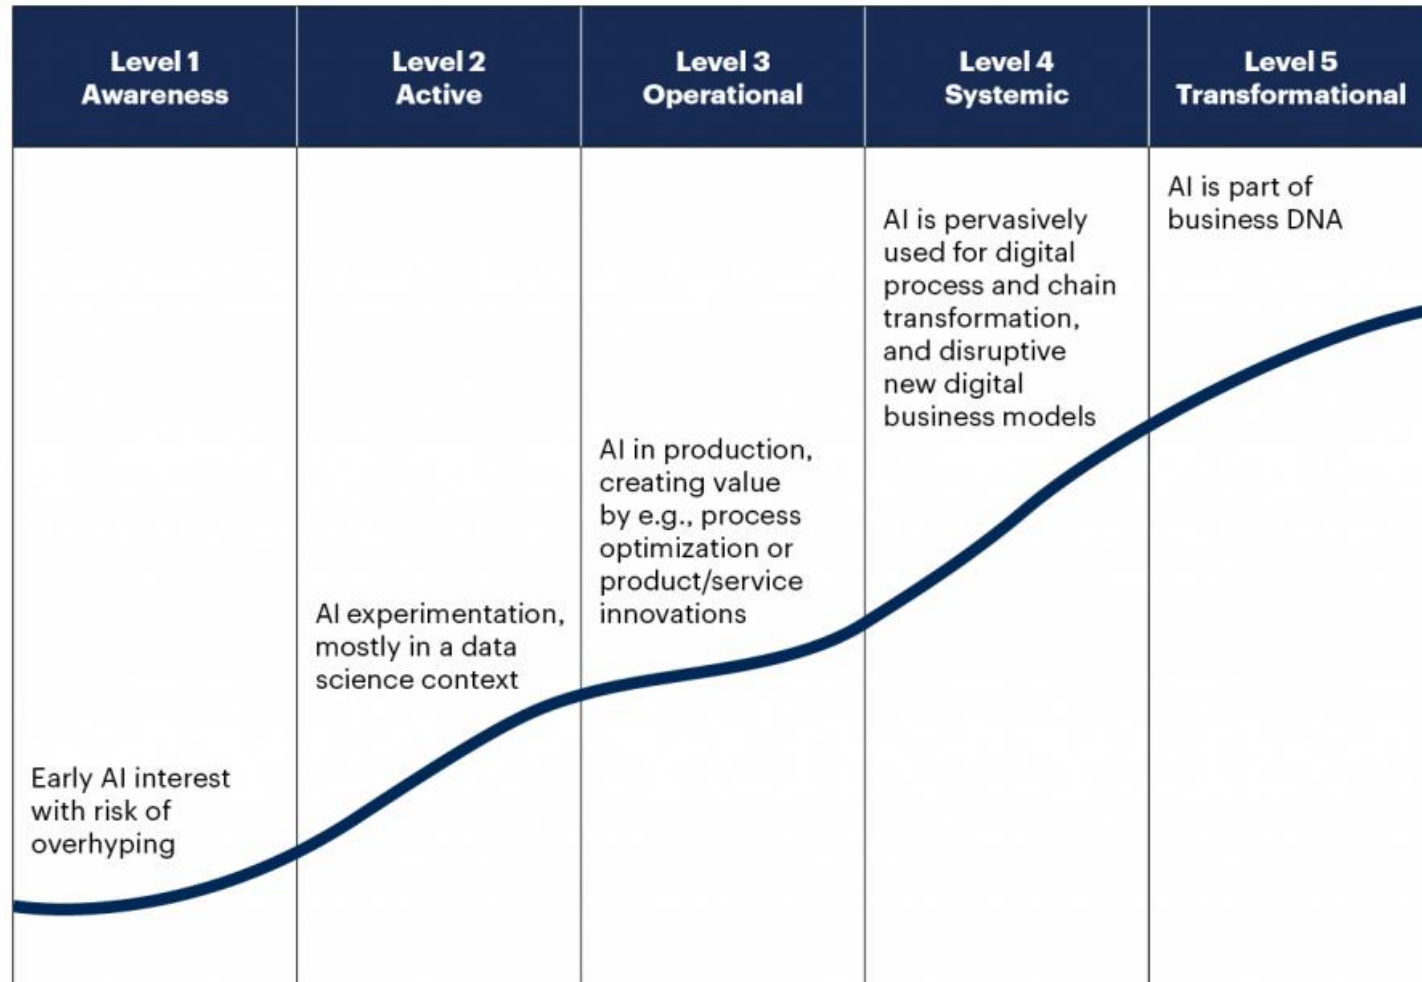 Level 1
Awareness
Level 2
Active
Level 3
Operational
Level 4
Systemic
Level 5
Transformational
Early AI interest
with risk of
overhyping
AI experimentation,
mostly in a data
science context
AI in production,
creating value
by e.g., process
optimization or
product/service
innovations
AI is pervasively
used for digital
process and chain
transformation,
and disruptive
new digital
business models
AI is part of
business DNA